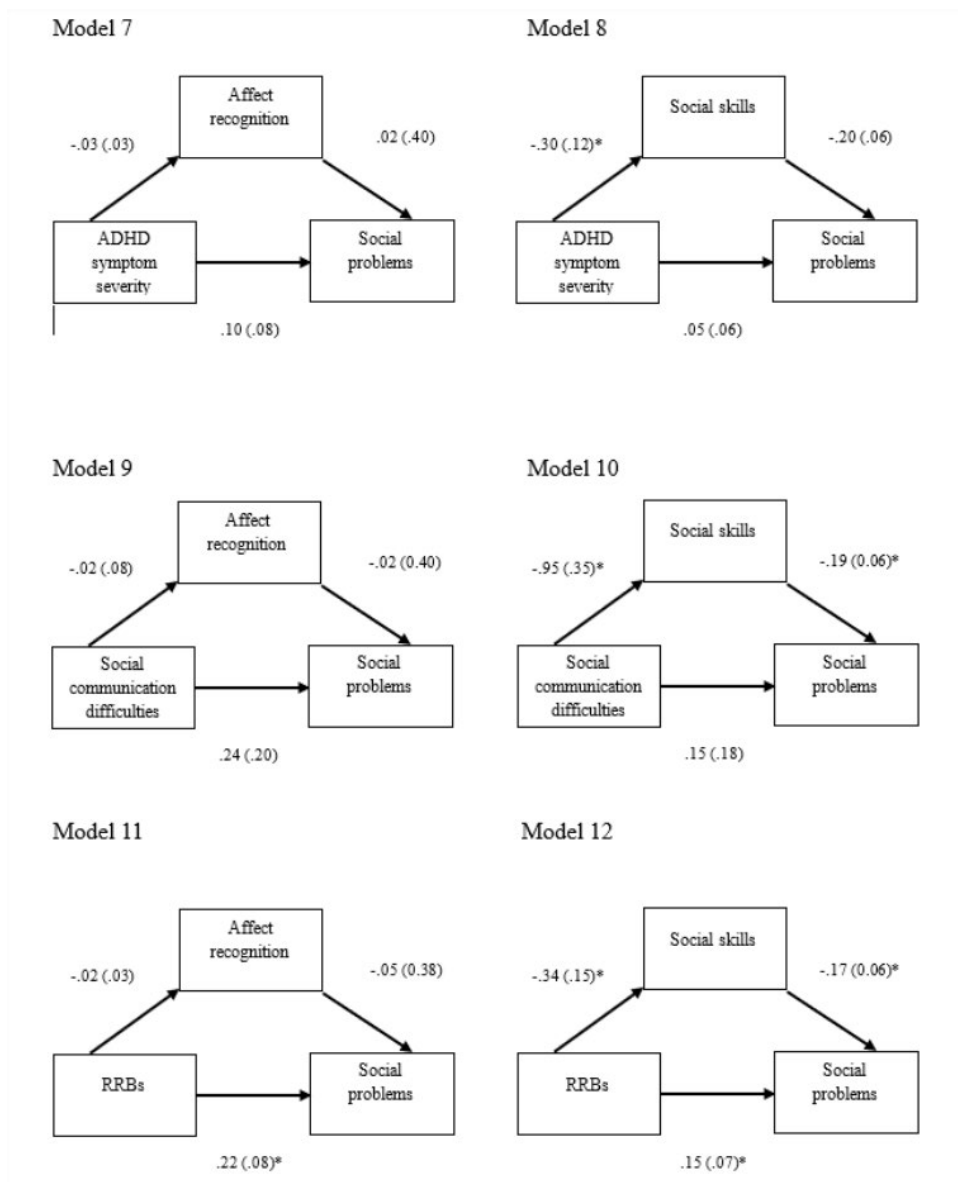 Model 7
Affect
recognition
-.03 (.03)
.02 (.40)
ADHD
symptom
severity
Social
problems
.10 (.08)
Model 8
Social skills
-.30 (.12)*
-.20 (.06)
ADHD
symptom
severity
Social
problems
.05 (.06)
Model 9
Affect
recognition
-.02 (.08)
-.02 (0.40)
Social
communication
difficulties
Social
problems
.24 (.20)
Model 10
Social skills
-.95 (.35)*
-.19 (0.06)*
Social
communication
difficulties
Social
problems
.15 (.18)
Model 11
Affect
recognition
-.02 (.03)
-.05 (0.38)
RRBs
Social
problems
.22 (.08)*
Model 12
Social skills
-.34 (.15)*
-.17 (0.06)*
RRBs
Social
problems
.15 (.07)*